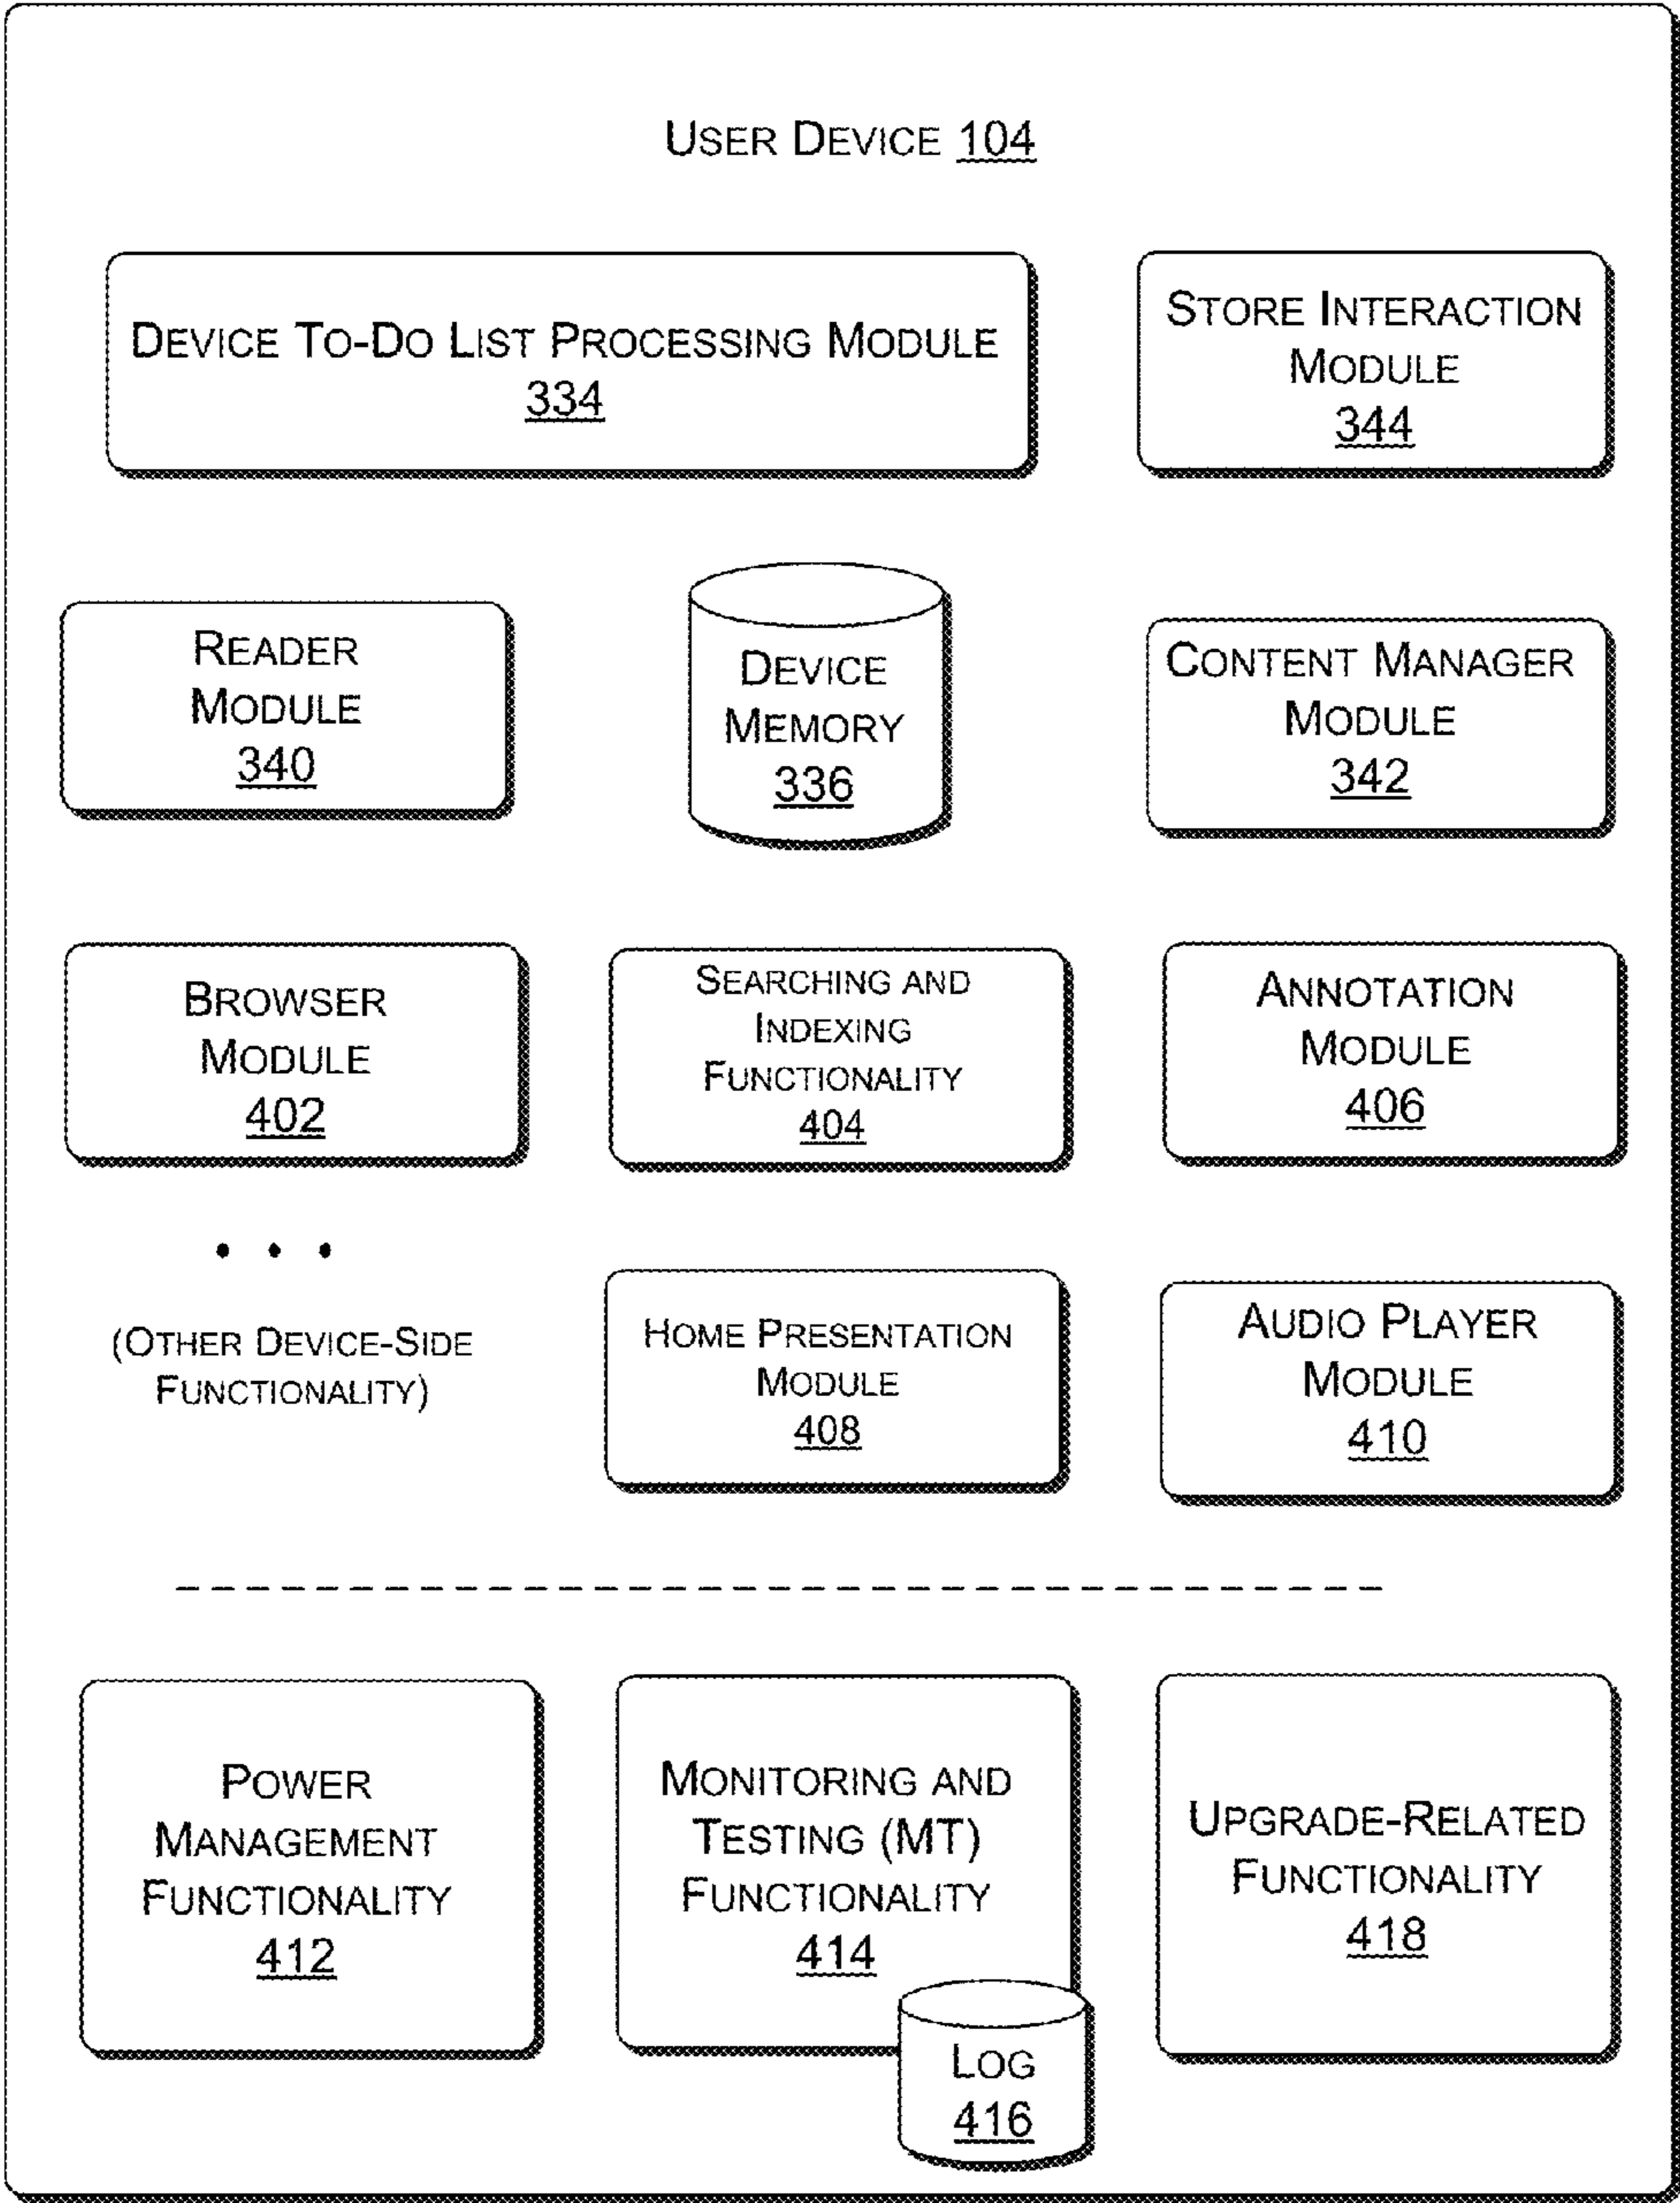 USER DEVICE 104
DEVICE TO-DO LIST PROCESSING MODULE
334
STORE INTERACTION
MODULE
344
READER
MODULE
340
DEVICE
MEMORY
336
CONTENT MANAGER
MODULE
342
BROWSER
MODULE
402
SEARCHING AND
INDEXING
FUNCTIONALITY
404
ANNOTATION
MODULE
406
• • •
(OTHER DEVICE-SIDE
FUNCTIONALITY)
HOME PRESENTATION
MODULE
408
AUDIO PLAYER
MODULE
410
POWER
MANAGEMENT
FUNCTIONALITY
412
MONITORING AND
TESTING (MT)
FUNCTIONALITY
414
LOG
416
UPGRADE-RELATED
FUNCTIONALITY
418